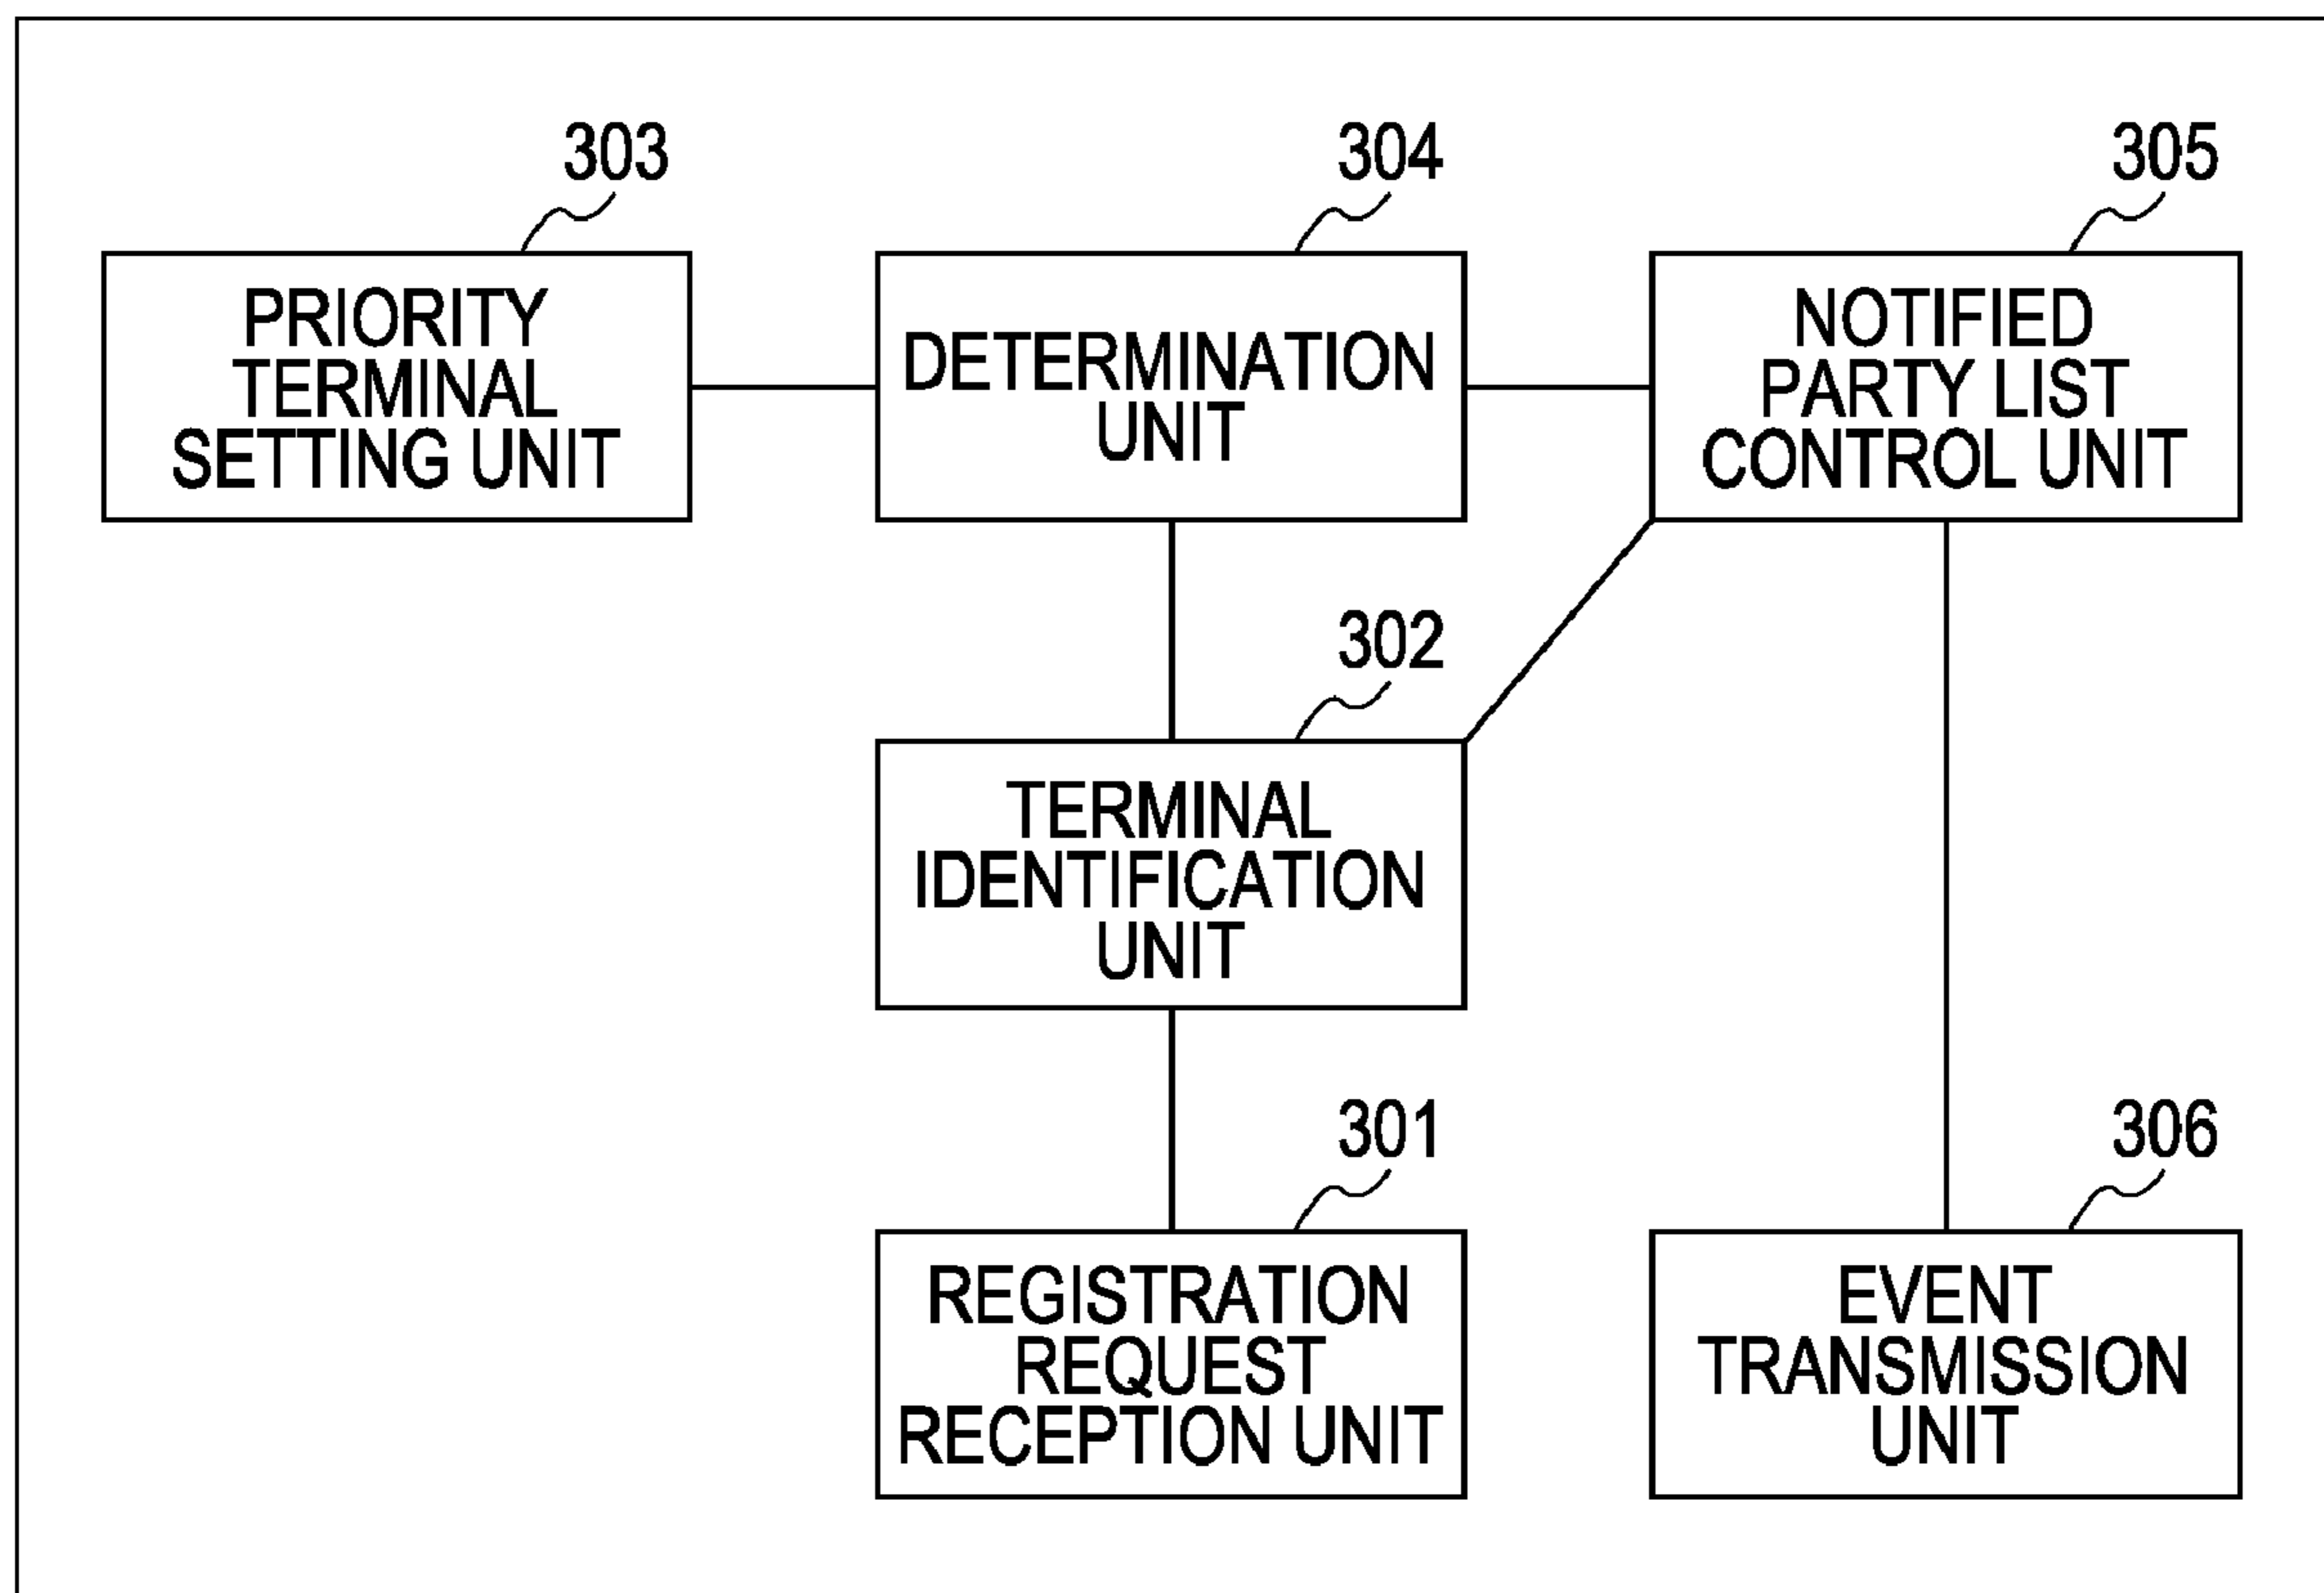 303
304
305
PRIORITY
TERMINAL
SETTING UNIT
DETERMINATION
UNIT
NOTIFIED
PARTY LIST
CONTROL UNIT
302
TERMINAL
IDENTIFICATION
UNIT
301
306
REGISTRATION
REQUEST
RECEPTION UNIT
EVENT
TRANSMISSION
UNIT